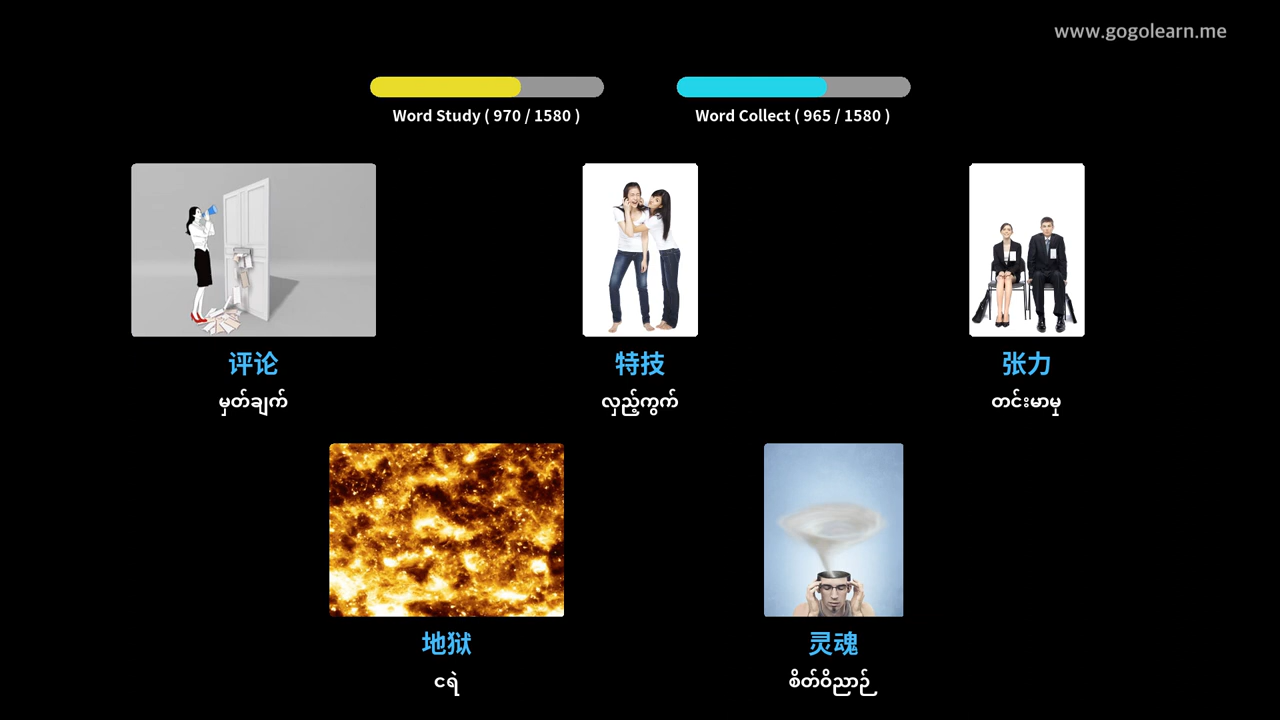 www.gogolearn.me
Word Study ( 970 / 1580 )
Word Collect ( 965 / 1580 )
评论
မှတ်ချက်
特技
လှည့်ကွက်
张力
တင်းမာမှု
地狱
ငရဲ
灵魂
စိတ်ဝိညာဉ်